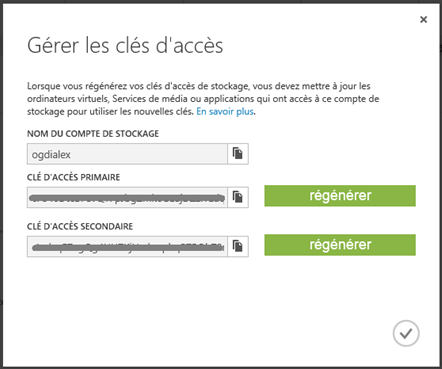 Gérer les clés d'accès
Lorsque vous régénérez vos clés d'accès de stockage, vous devez mettre à jour les
ordinateurs virtuels, Services de média ou applications qui ont accès à ce compte de
stockage pour utiliser les nouvelles clés. En savoir plus.
NOM DU COMPTE DE STOCKAGE
ogdialex
CLÉ D'ACCÈS PRIMAIRE
régénérer
CLÉ D'ACCÈS SECONDAIRE
régénérer